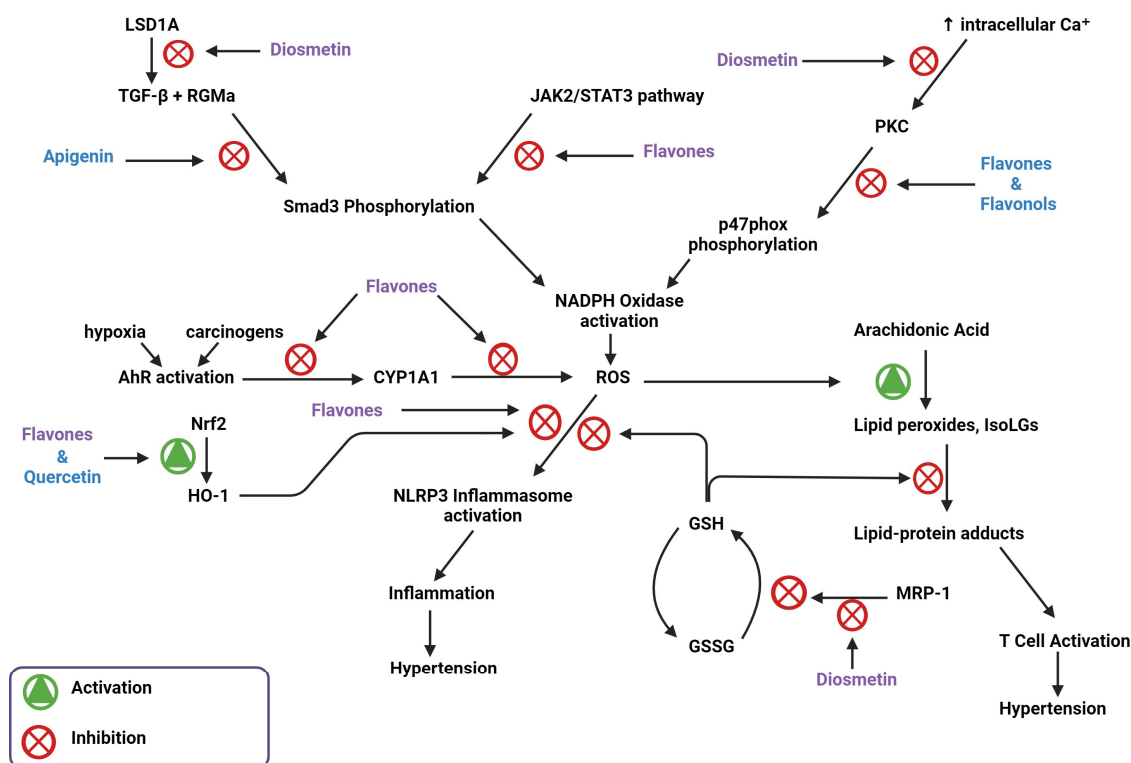 LSD1A
Diosmetin
TGF-β + RGMa
Apigenin
JAK2/STAT3 pathway
Flavones
Smad3 Phosphorylation
↑ intracellular Ca⁺
Diosmetin
PKC
Flavones
&
Flavonols
p47phox
phosphorylation
NADPH Oxidase
activation
Flavones
hypoxia
carcinogens
AhR activation
CYP1A1
ROS
Arachidonic Acid
Lipid peroxides, IsoLGs
Flavones
Nrf2
Flavones
&
Quercetin
HO-1
NLRP3 Inflammasome
activation
Inflammation
Hypertension
GSH
GSSG
MRP-1
Diosmetin
Lipid-protein adducts
T Cell Activation
Hypertension
Activation
Inhibition